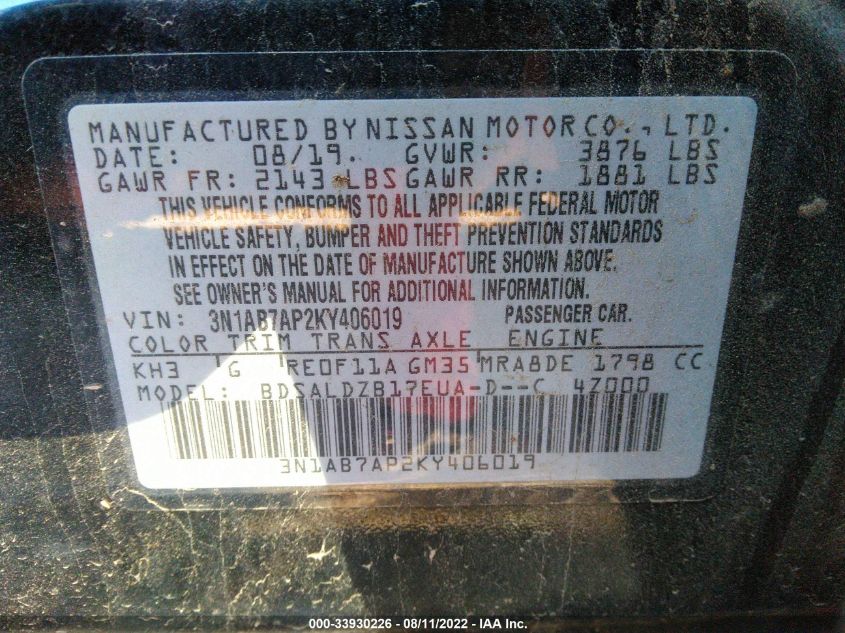 MANUFACTURED BY NISSAN MOTOR CO., LTD.
DATE: 08/19. GVWR: 3876 LBS
GAWR FR: 2143 LBS GAWR RR: 1881 LBS
THIS VEHICLE CONFORMS TO ALL APPLICABLE FEDERAL MOTOR
VEHICLE SAFETY, BUMPER AND THEFT PREVENTION STANDARDS
IN EFFECT ON THE DATE OF MANUFACTURE SHOWN ABOVE.
SEE OWNER'S MANUAL FOR ADDITIONAL INFORMATION.
VIN: 3N1AB7AP2KY406019 PASSENGER CAR.
COLOR TRIM TRANS AXLE ENGINE
KH3 G RE0F11A GM35 MRA8DE 1798 CC
MODEL: BDSALDZB17EUA-D--C 4Z000
3N1AB7AP2KY406019
000-33930226 - 08/11/2022 - IAA Inc.